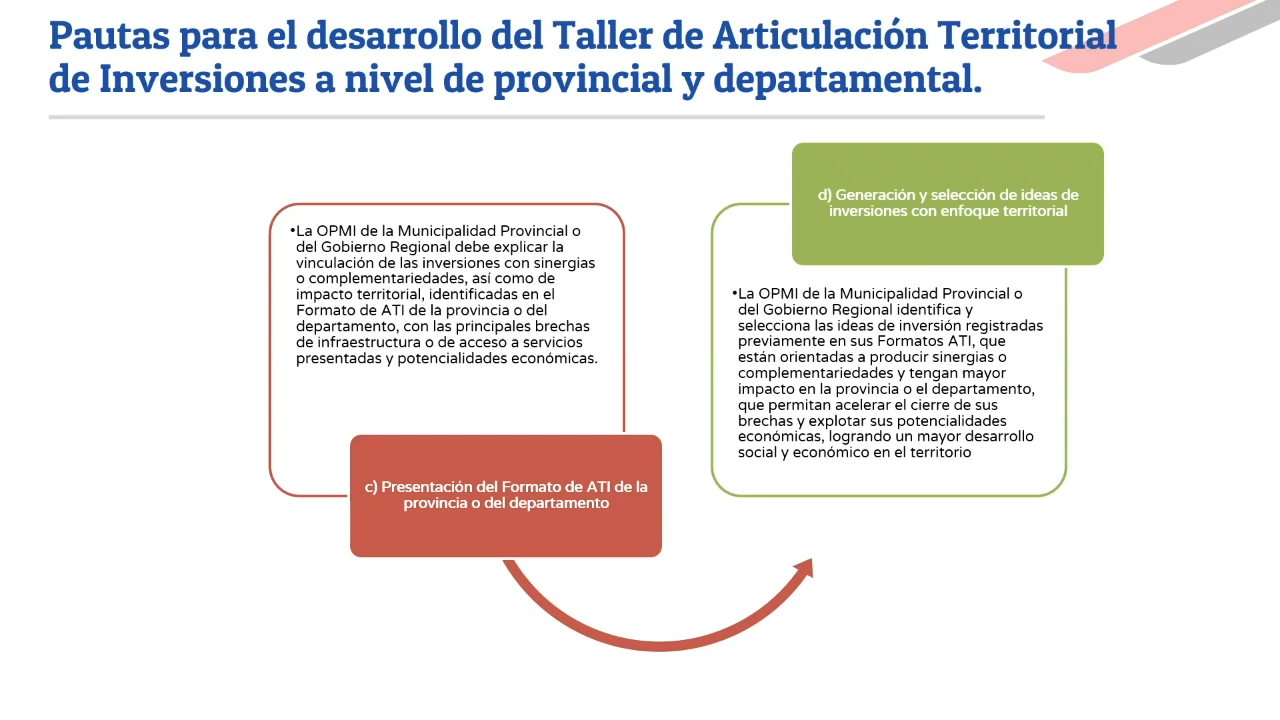 Pautas para el desarrollo del Taller de Articulación Territorial
de Inversiones a nivel de provincial y departamental.
•La OPMI de la Municipalidad Provincial o
del Gobierno Regional debe explicar la
vinculación de las inversiones con sinergias
o complementariedades, así como de
impacto territorial, identificadas en el
Formato de ATI de la provincia o del
departamento, con las principales brechas
de infraestructura o de acceso a servicios
presentadas y potencialidades económicas.
c) Presentación del Formato de ATI de la
provincia o del departamento
d) Generación y selección de ideas de
inversiones con enfoque territorial
•La OPMI de la Municipalidad Provincial o
del Gobierno Regional identifica y
selecciona las ideas de inversión registradas
previamente en sus Formatos ATI, que
están orientadas a producir sinergias o
complementariedades y tengan mayor
impacto en la provincia o el departamento,
que permitan acelerar el cierre de sus
brechas y explotar sus potencialidades
económicas, logrando un mayor desarrollo
social y económico en el territorio